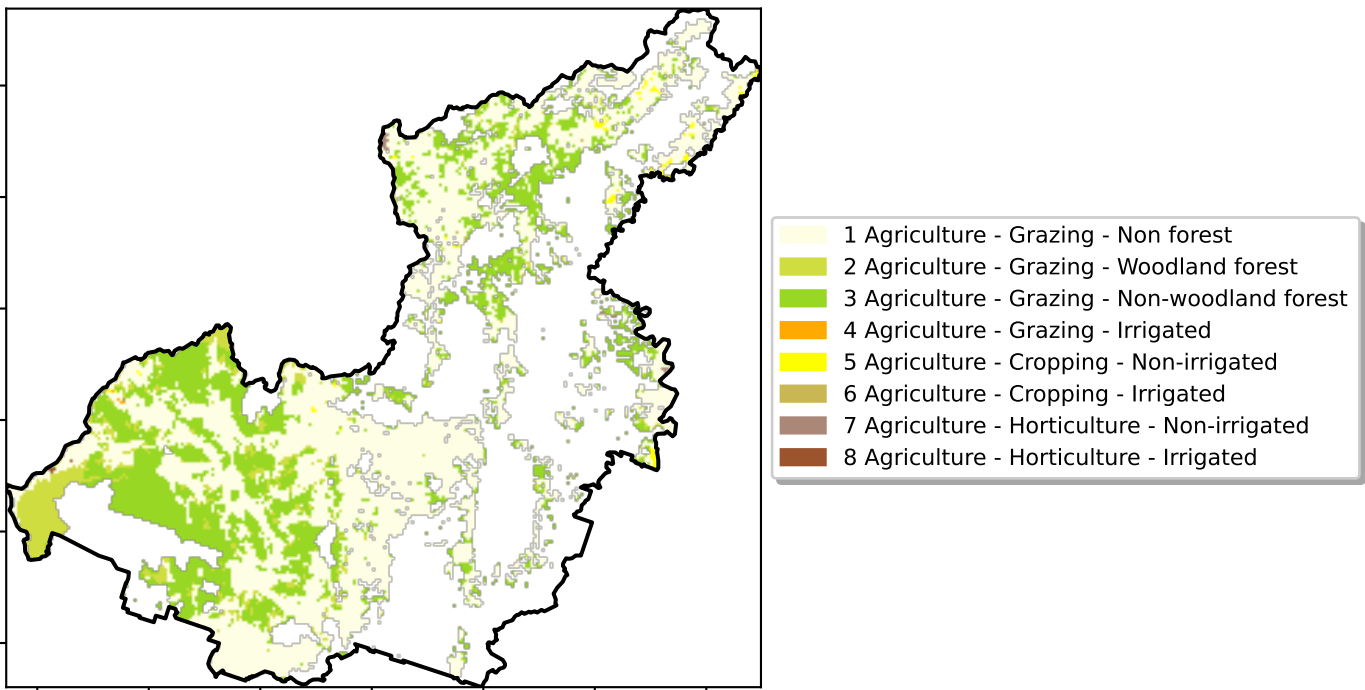 1 Agriculture - Grazing - Non forest
2 Agriculture - Grazing - Woodland forest
3 Agriculture - Grazing - Non-woodland forest
4 Agriculture - Grazing - Irrigated
5 Agriculture - Cropping - Non-irrigated
6 Agriculture - Cropping - Irrigated
7 Agriculture - Horticulture - Non-irrigated
8 Agriculture - Horticulture - Irrigated